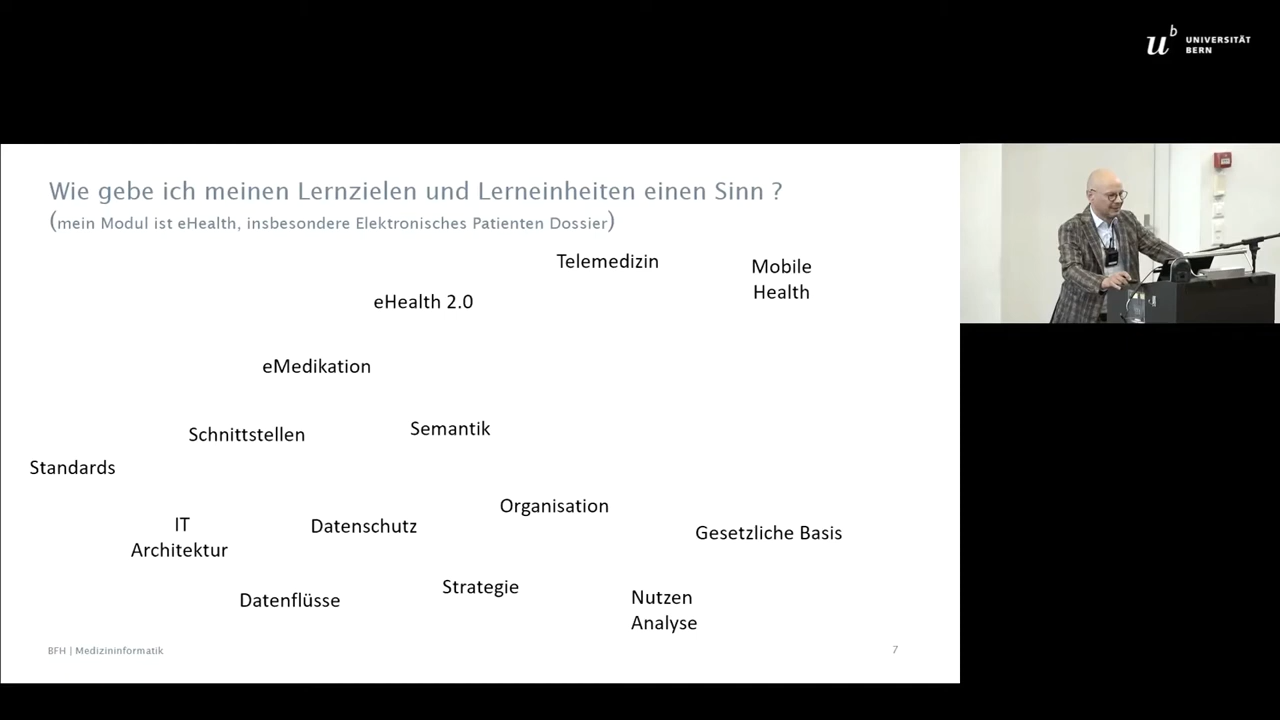 u
b
UNIVERSITÄT
BERN
Wie gebe ich meinen Lernzielen und Lerneinheiten einen Sinn ?
(mein Modul ist eHealth, insbesondere Elektronisches Patienten Dossier)
Telemedizin
Mobile
Health
eHealth 2.0
eMedikation
Schnittstellen
Semantik
Standards
Organisation
IT
Architektur
Datenschutz
Gesetzliche Basis
Datenflüsse
Strategie
Nutzen
Analyse
BFH | Medizininformatik
7